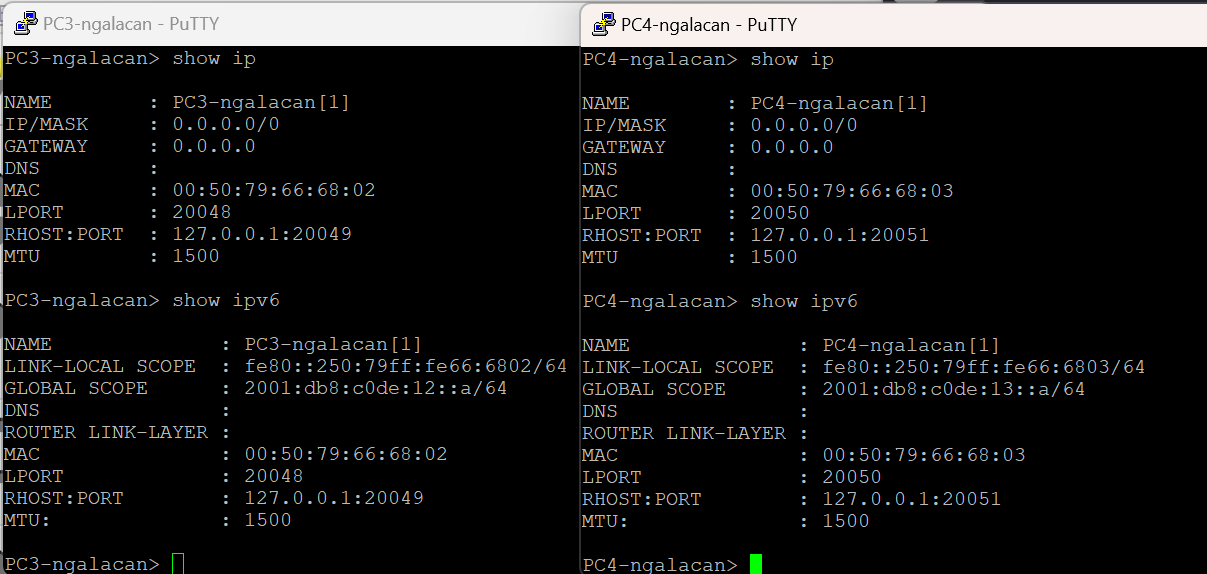 PC3-ngalacan - PuTTY
PC3-ngalacan> show ip
NAME : PC3-ngalacan[1]
IP/MASK : 0.0.0.0/0
GATEWAY : 0.0.0.0
DNS :
MAC : 00:50:79:66:68:02
LPORT : 20048
RHOST:PORT : 127.0.0.1:20049
MTU : 1500
PC3-ngalacan> show ipv6
NAME : PC3-ngalacan[1]
LINK-LOCAL SCOPE : fe80::250:79ff:fe66:6802/64
GLOBAL SCOPE : 2001:db8:c0de:12::a/64
DNS :
ROUTER LINK-LAYER :
MAC : 00:50:79:66:68:02
LPORT : 20048
RHOST:PORT : 127.0.0.1:20049
MTU: : 1500
PC3-ngalacan>
PC4-ngalacan - PuTTY
PC4-ngalacan> show ip
NAME : PC4-ngalacan[1]
IP/MASK : 0.0.0.0/0
GATEWAY : 0.0.0.0
DNS :
MAC : 00:50:79:66:68:03
LPORT : 20050
RHOST:PORT : 127.0.0.1:20051
MTU : 1500
PC4-ngalacan> show ipv6
NAME : PC4-ngalacan[1]
LINK-LOCAL SCOPE : fe80::250:79ff:fe66:6803/64
GLOBAL SCOPE : 2001:db8:c0de:13::a/64
DNS :
ROUTER LINK-LAYER :
MAC : 00:50:79:66:68:03
LPORT : 20050
RHOST:PORT : 127.0.0.1:20051
MTU: : 1500
PC4-ngalacan>